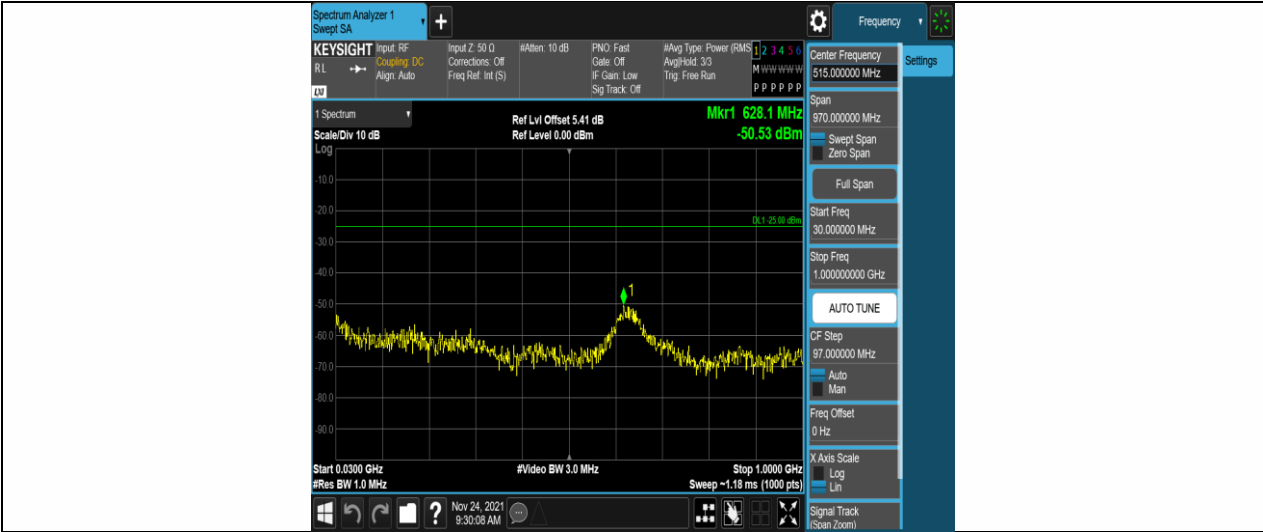 Spectrum Analyzer 1
Swept SA
Frequency
KEYSIGHT
RL
LXI
Input: RF
Coupling: DC
Align: Auto
Input Z: 50 Ω
Corrections: Off
Freq Ref: Int (S)
#Atten: 10 dB
PNO: Fast
Gate: Off
IF Gain: Low
Sig Track: Off
#Avg Type: Power (RMS
Avg|Hold: 3/3
Trig: Free Run
1 2 3 4 5 6
M W W W W W
P P P P P P
1 Spectrum
Scale/Div 10 dB
Log
Ref Lvl Offset 5.41 dB
Ref Level 0.00 dBm
Mkr1 628.1 MHz
-50.53 dBm
-10.0
-20.0
DL1 -25.00 dBm
-30.0
-40.0
-50.0
1
-60.0
-70.0
-80.0
-90.0
Start 0.0300 GHz
#Res BW 1.0 MHz
#Video BW 3.0 MHz
Stop 1.0000 GHz
Sweep ~1.18 ms (1000 pts)
Nov 24, 2021
9:30:08 AM
Center Frequency
515.000000 MHz
Settings
Span
970.000000 MHz
Swept Span
Zero Span
Full Span
Start Freq
30.000000 MHz
Stop Freq
1.000000000 GHz
AUTO TUNE
CF Step
97.000000 MHz
Auto
Man
Freq Offset
0 Hz
X Axis Scale
Log
Lin
Signal Track
(Span Zoom)